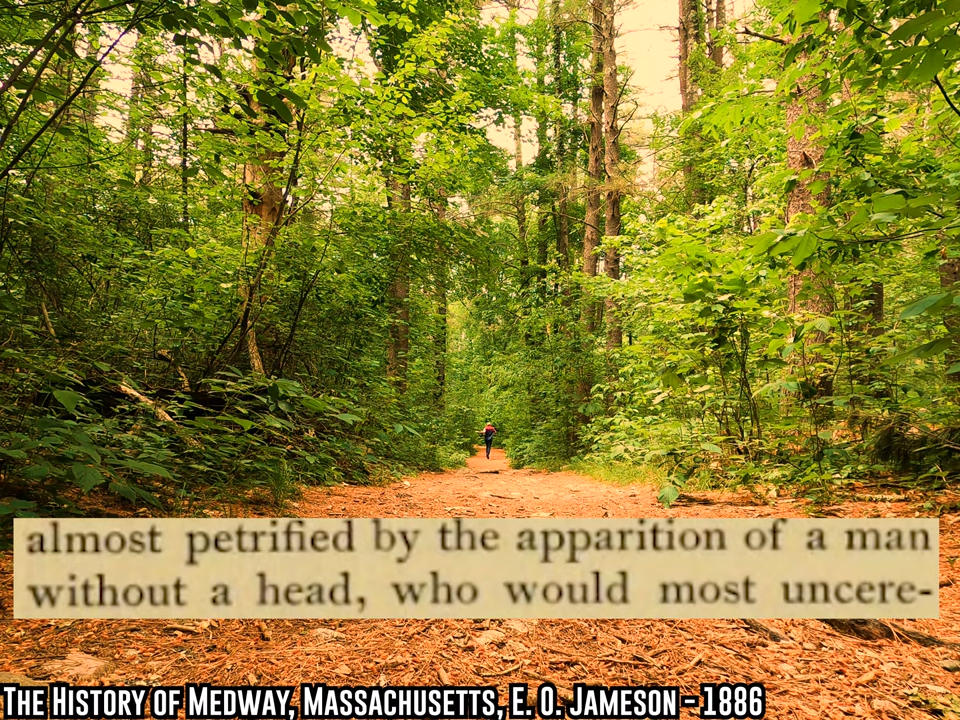 almost petrified by the apparition of a man
without a head, who would most uncere-
The History of Medway, Massachusetts, E. O. Jameson - 1886